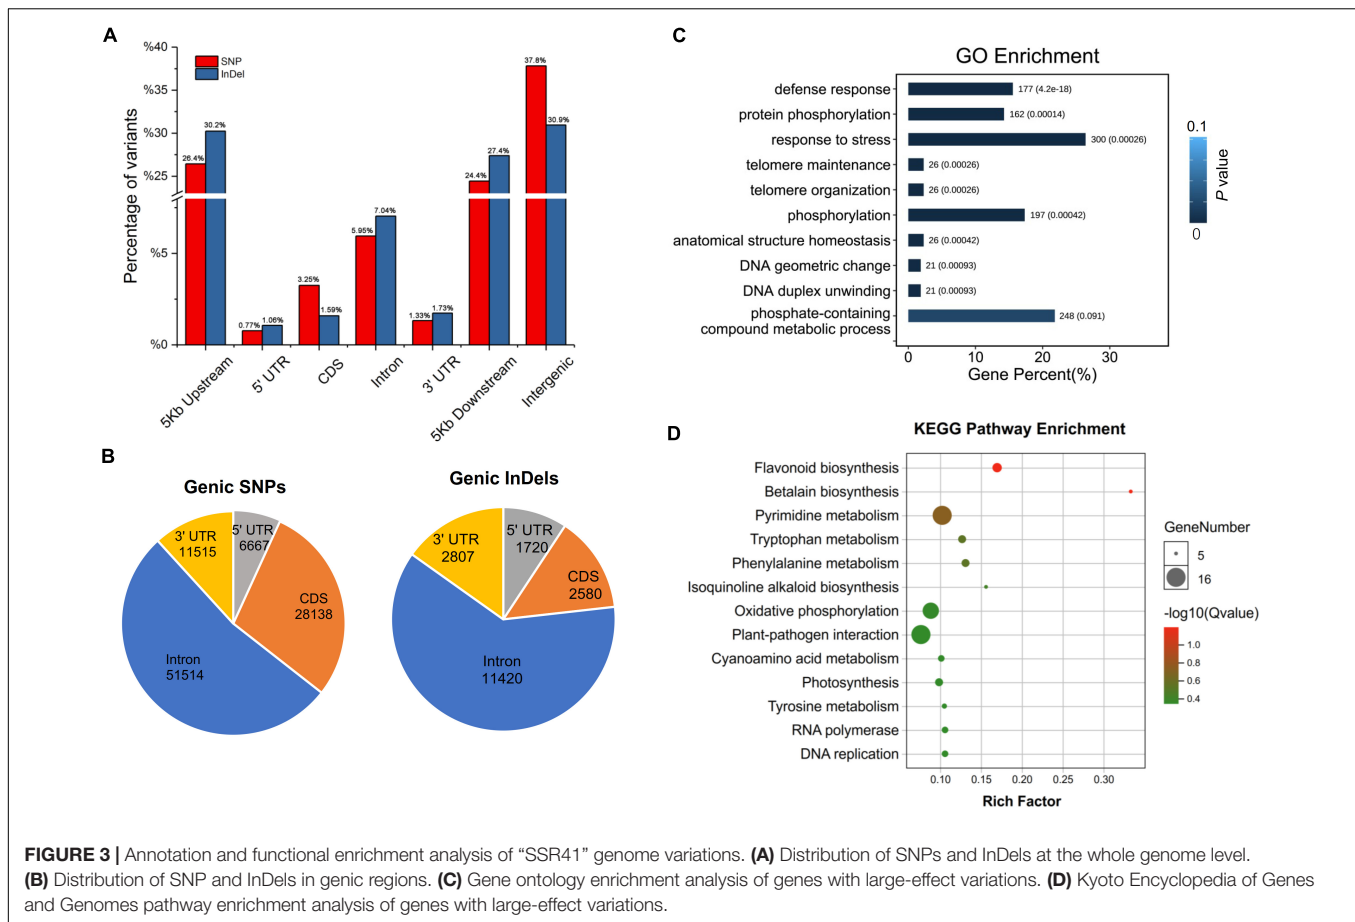 A
%40
%35
%30
%25
%5
%0
Percentage of variants
SNP
InDel
26.4%
30.2%
0.77%
1.06%
3.25%
1.59%
5.95%
7.04%
1.33%
1.73%
24.4%
27.4%
37.8%
30.9%
5Kb Upstream
5' UTR
CDS
Intron
3' UTR
5Kb Downstream
Intergenic
B
Genic SNPs
3' UTR
11515
5' UTR
6667
CDS
28138
Intron
51514
Genic InDels
3' UTR
2807
5' UTR
1720
CDS
2580
Intron
11420
C
GO Enrichment
defense response
177 (4.2e-18)
protein phosphorylation
162 (0.00014)
response to stress
300 (0.00026)
telomere maintenance
26 (0.00026)
telomere organization
26 (0.00026)
phosphorylation
197 (0.00042)
anatomical structure homeostasis
26 (0.00042)
DNA geometric change
21 (0.00093)
DNA duplex unwinding
21 (0.00093)
phosphate-containing
compound metabolic process
248 (0.091)
0 10 20 30
Gene Percent(%)
0.1
P value
0
D
KEGG Pathway Enrichment
Flavonoid biosynthesis
Betalain biosynthesis
Pyrimidine metabolism
Tryptophan metabolism
Phenylalanine metabolism
Isoquinoline alkaloid biosynthesis
Oxidative phosphorylation
Plant-pathogen interaction
Cyanoamino acid metabolism
Photosynthesis
Tyrosine metabolism
RNA polymerase
DNA replication
0.10 0.15 0.20 0.25 0.30
Rich Factor
GeneNumber
5
16
-log10(Qvalue)
1.0
0.8
0.6
0.4
FIGURE 3 | Annotation and functional enrichment analysis of “SSR41” genome variations. (A) Distribution of SNPs and InDels at the whole genome level.
(B) Distribution of SNP and InDels in genic regions. (C) Gene ontology enrichment analysis of genes with large-effect variations. (D) Kyoto Encyclopedia of Genes
and Genomes pathway enrichment analysis of genes with large-effect variations.